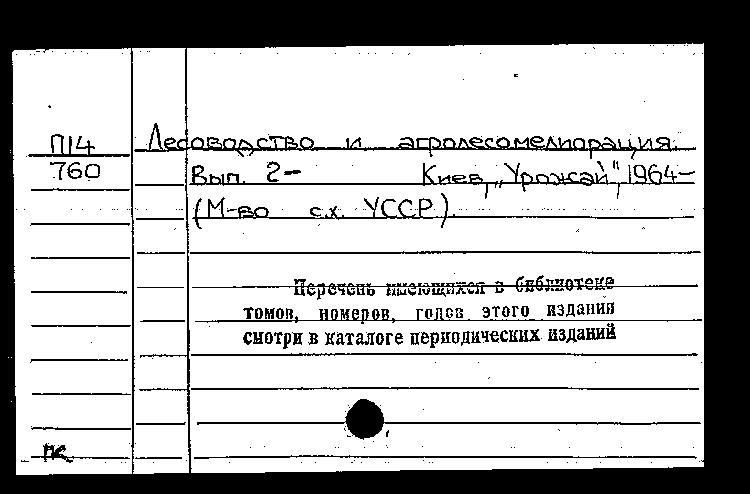 П14 Лесоводство и агролесомелиорация.
760 Вып. 2- Киев, „Урожай", 1964-
(М-во с.х. УССР).
Перечень имеющихся в библиотеке
томов, номеров, годов этого издания
смотри в каталоге периодических изданий
ПК